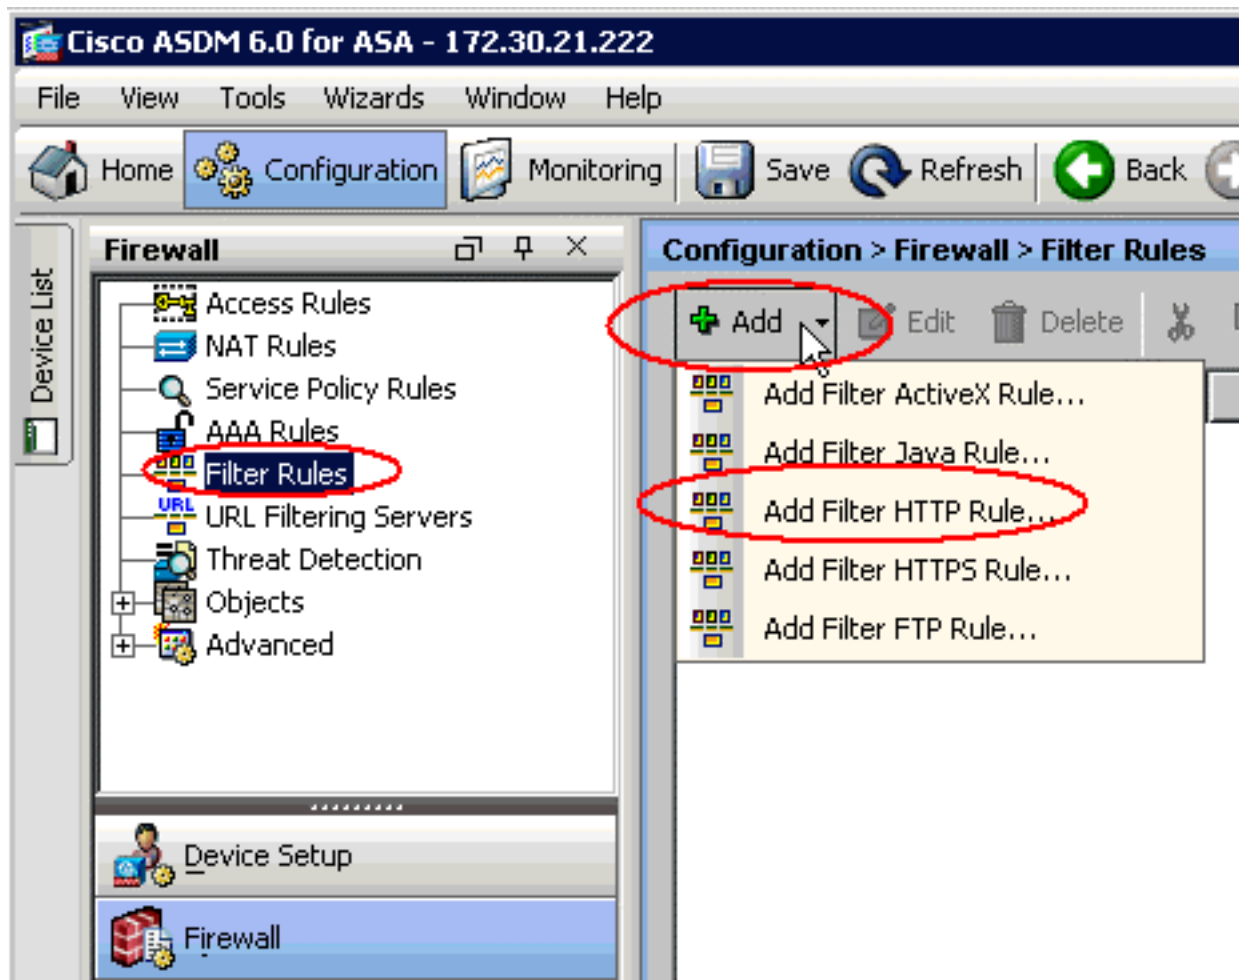 Cisco ASDM 6.0 for ASA - 172.30.21.222
File View Tools Wizards Window Help
Home Configuration Monitoring Save Refresh Back
Device List
Firewall
Access Rules
NAT Rules
Service Policy Rules
AAA Rules
Filter Rules
URL URL Filtering Servers
Threat Detection
Objects
Advanced
Device Setup
Firewall
Configuration > Firewall > Filter Rules
Add Edit Delete
Add Filter ActiveX Rule...
Add Filter Java Rule...
Add Filter HTTP Rule...
Add Filter HTTPS Rule...
Add Filter FTP Rule...